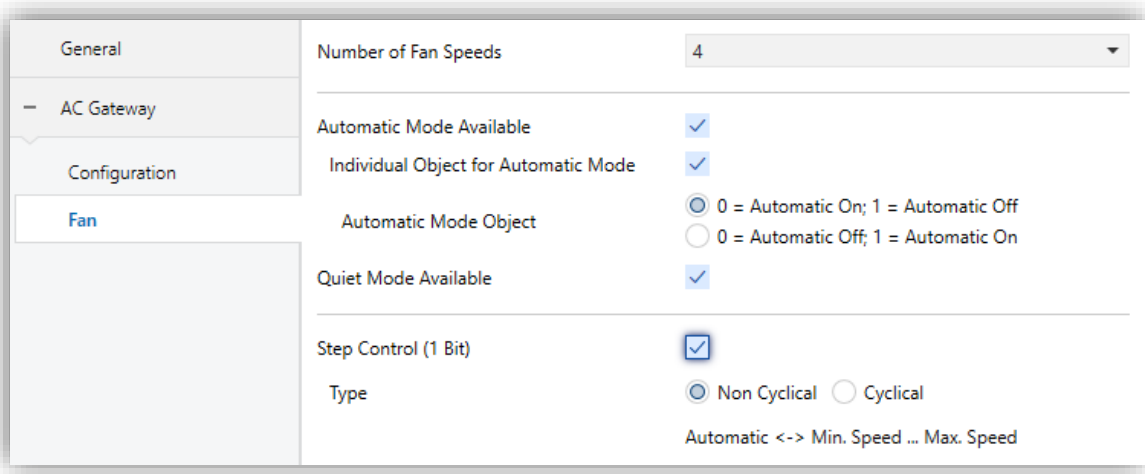 General
− AC Gateway
Configuration
Fan
Number of Fan Speeds
4
Automatic Mode Available
Individual Object for Automatic Mode
Automatic Mode Object
0 = Automatic On; 1 = Automatic Off
0 = Automatic Off; 1 = Automatic On
Quiet Mode Available
Step Control (1 Bit)
Type
Non Cyclical
Cyclical
Automatic <-> Min. Speed ... Max. Speed